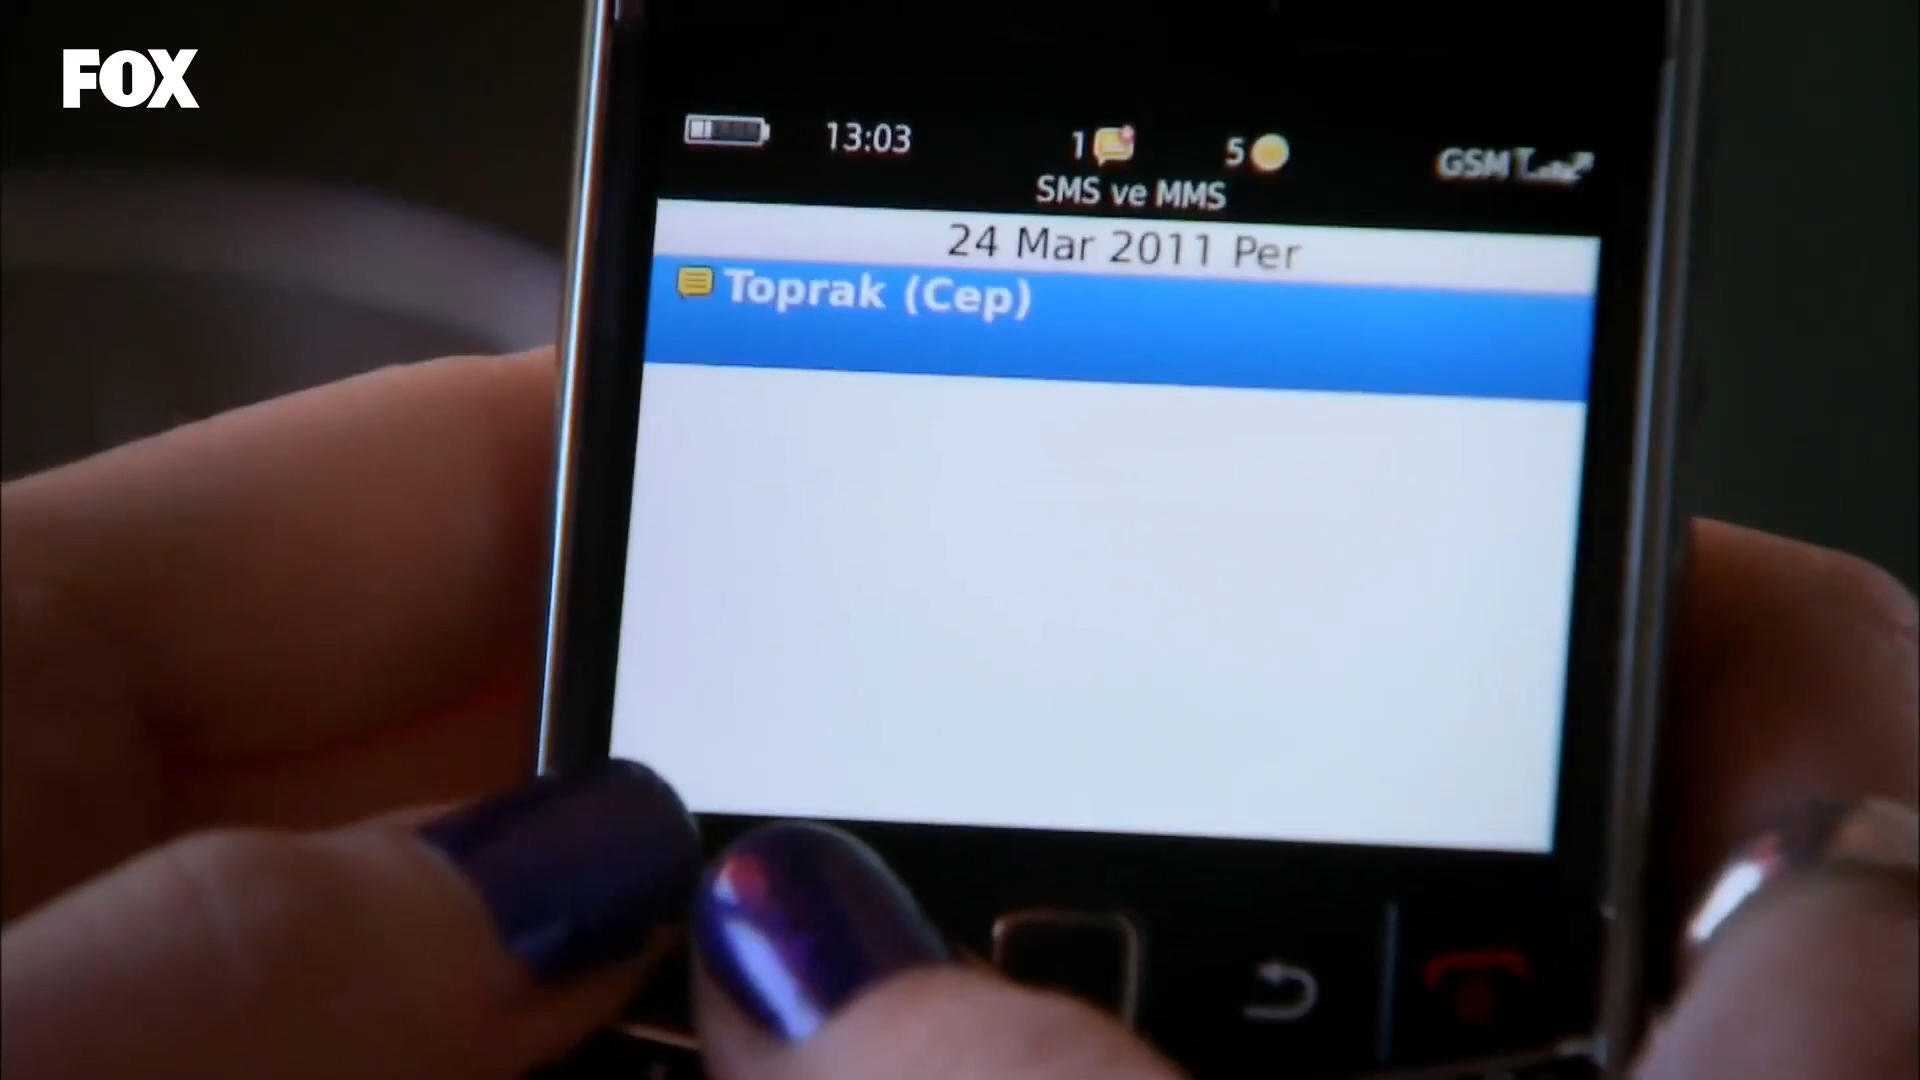 FOX
13:03
1
5
GSM
SMS ve MMS
24 Mar 2011 Per
Toprak (Cep)